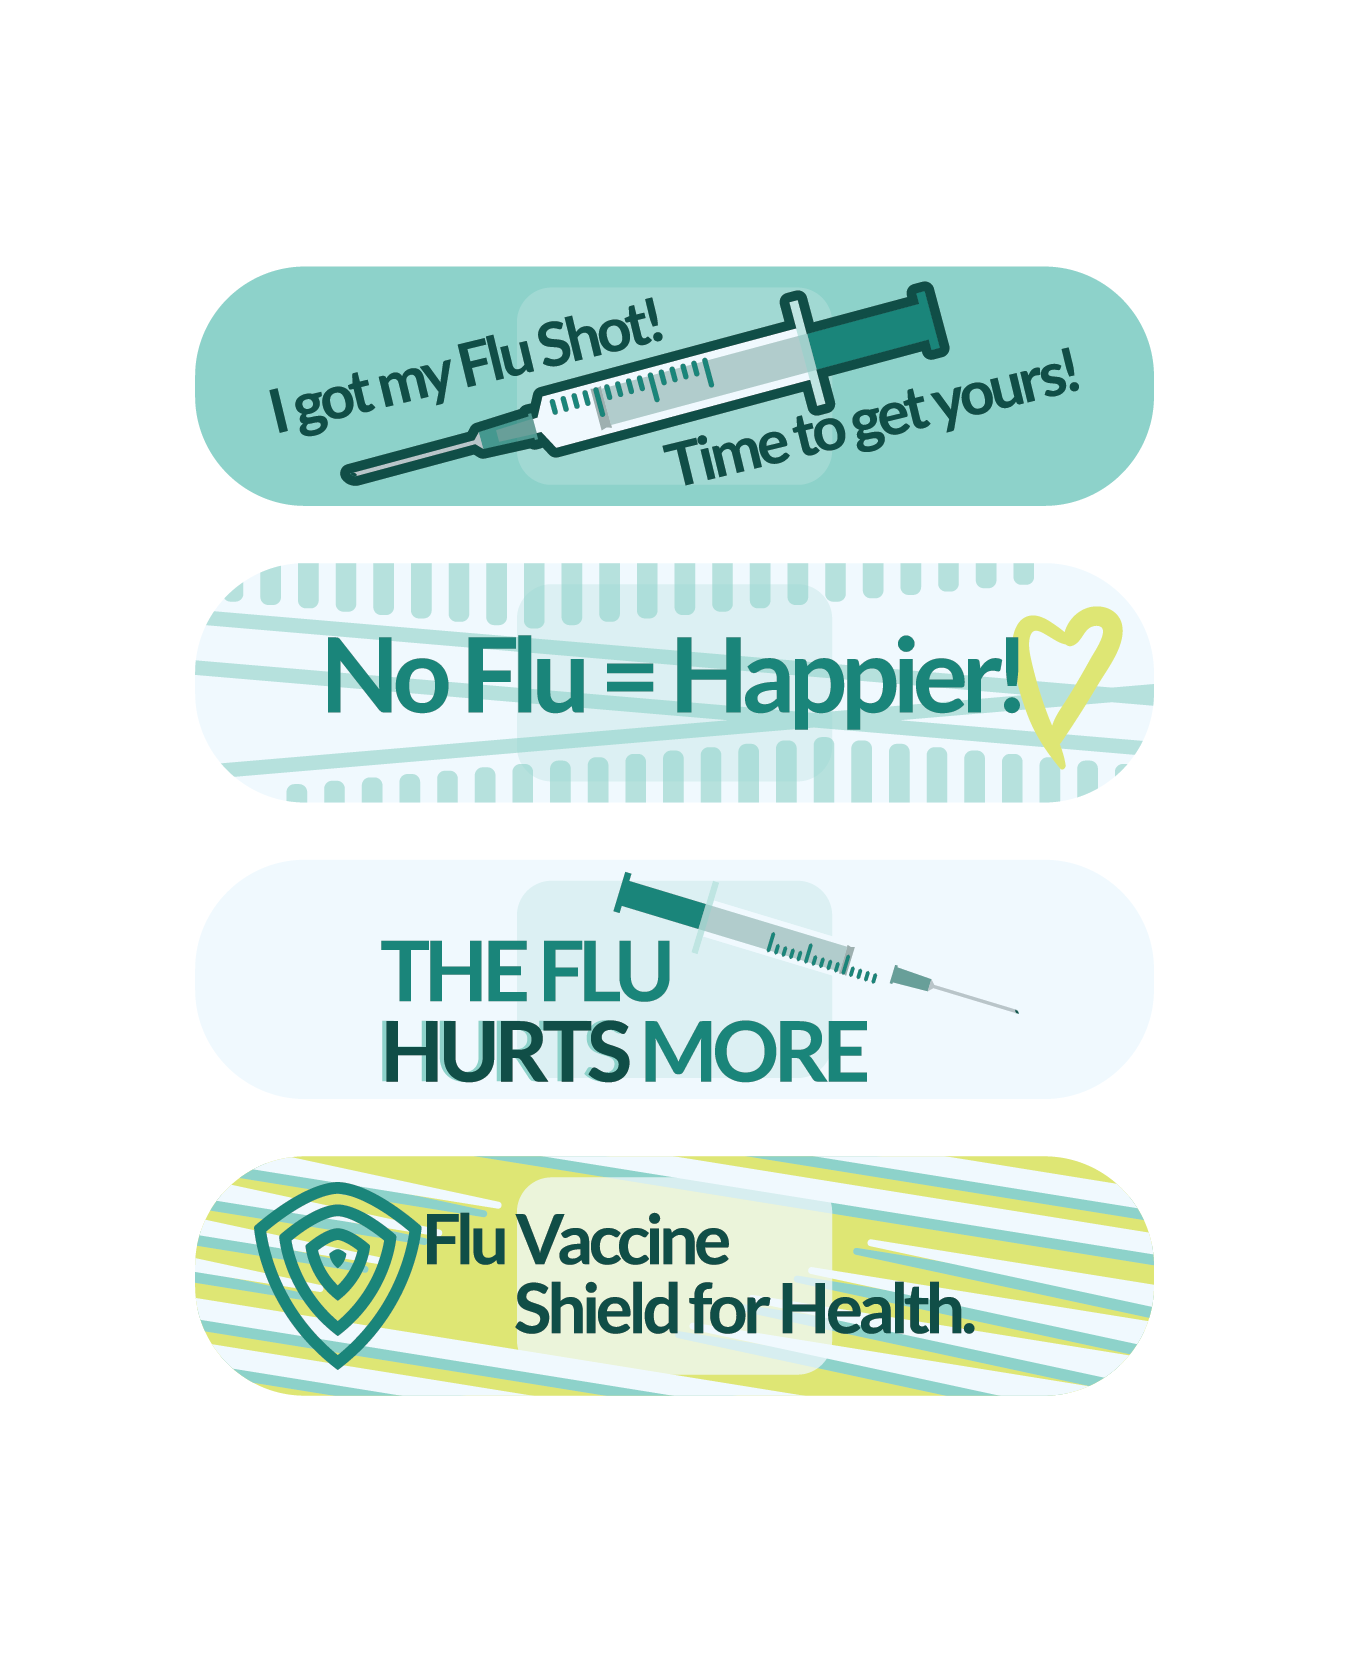 I got my Flu Shot!
Time to get yours!
No Flu = Happier!
THE FLU
HURTS MORE
Flu Vaccine
Shield for Health.